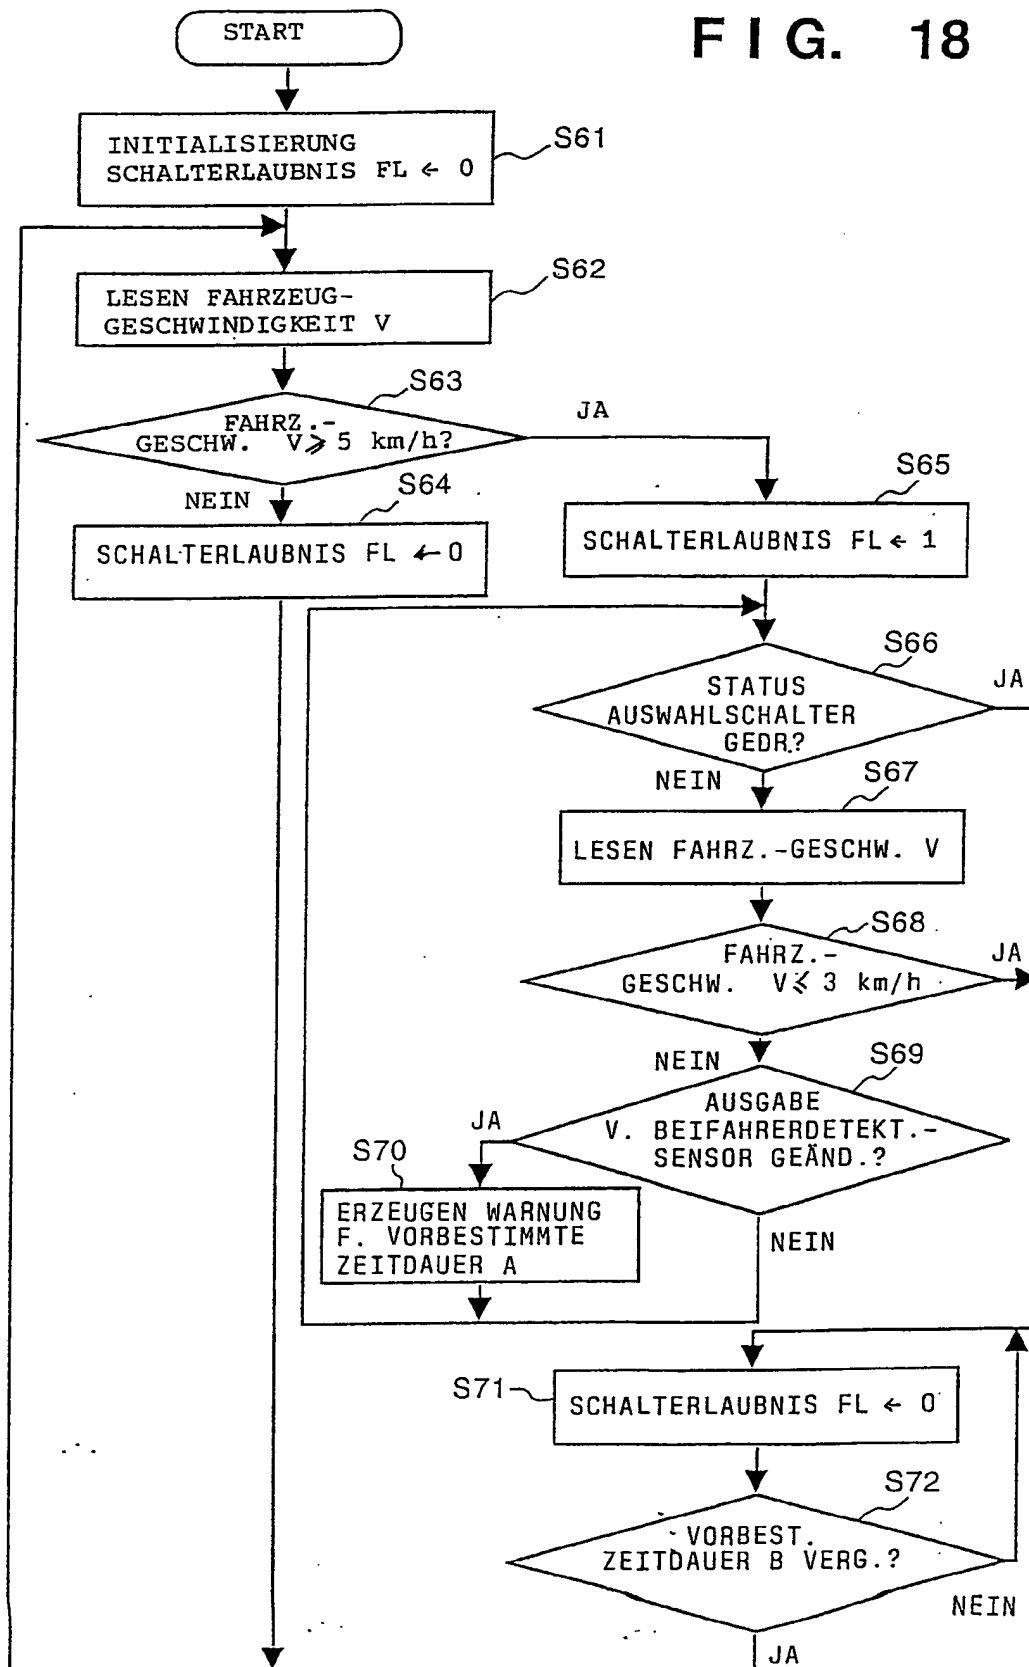 FIG. 18
START
INITIALISIERUNG
SCHALTERLAUBNIS FL ← 0
S61
LESEN FAHRZEUG-
GESCHWINDIGKEIT V
S62
S63
FAHRZ.-
GESCHW. V ⩾ 5 km/h?
JA
NEIN
S64
SCHALTERLAUBNIS FL ← 0
S65
SCHALTERLAUBNIS FL ← 1
S66
STATUS
AUSWAHLSCHALTER
GEDR.?
JA
NEIN
S67
LESEN FAHRZ.-GESCHW. V
S68
FAHRZ.-
GESCHW. V ⩽ 3 km/h
JA
NEIN
S69
AUSGABE
V. BEIFAHRERDETEKT.-
SENSOR GEÄND.?
JA
S70
ERZEUGEN WARNUNG
F. VORBESTIMMTE
ZEITDAUER A
NEIN
S71
SCHALTERLAUBNIS FL ← 0
S72
VORBEST.
ZEITDAUER B VERG.?
NEIN
JA